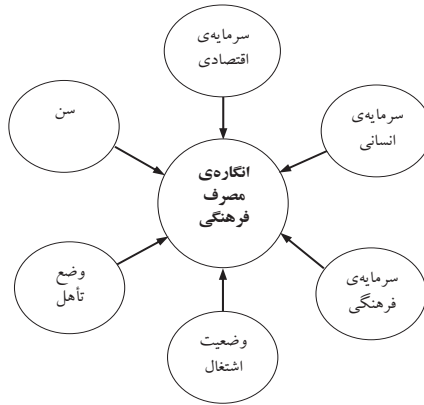 سرمایه‌ی
اقتصادی
سرمایه‌ی
انسانی
سن
انگاره‌ی
مصرف
فرهنگی
سرمایه‌ی
فرهنگی
وضع
تأهل
وضعیت
اشتغال